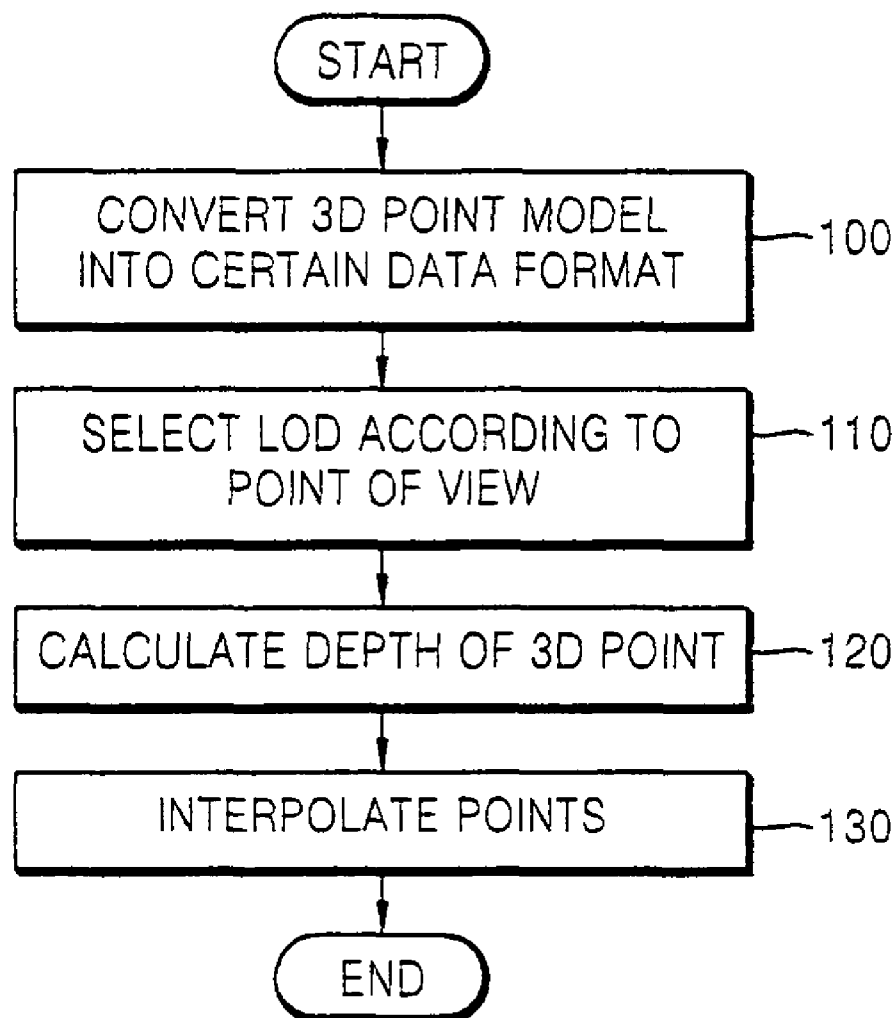 START
CONVERT 3D POINT MODEL
INTO CERTAIN DATA FORMAT
100
SELECT LOD ACCORDING TO
POINT OF VIEW
110
CALCULATE DEPTH OF 3D POINT
120
INTERPOLATE POINTS
130
END